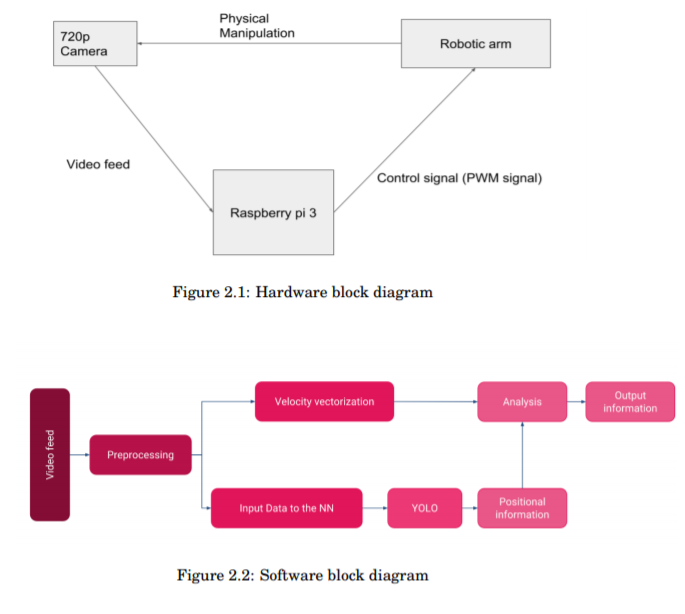 Physical
Manipulation
720p
Camera
Robotic arm
Video feed
Control signal (PWM signal)
Raspberry pi 3
Figure 2.1: Hardware block diagram
Video feed
Preprocessing
Velocity vectorization
Analysis
Output
information
Input Data to the NN
YOLO
Positional
information
Figure 2.2: Software block diagram